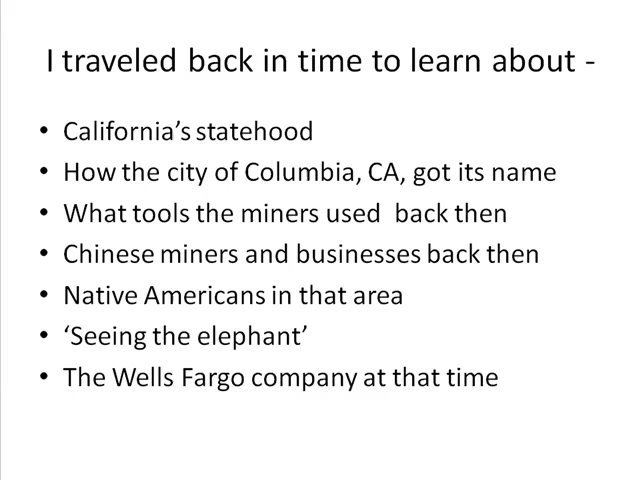 I traveled back in time to learn about -
• California’s statehood
• How the city of Columbia, CA, got its name
• What tools the miners used  back then
• Chinese miners and businesses back then
• Native Americans in that area
• ‘Seeing the elephant’
• The Wells Fargo company at that time